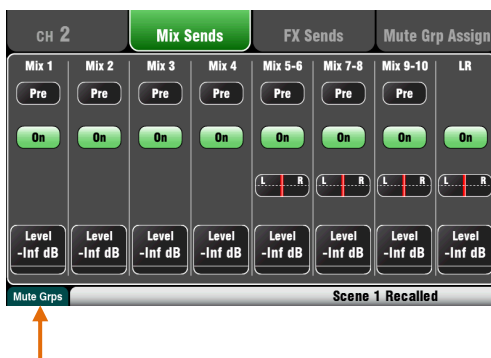 CH 2 Mix Sends FX Sends Mute Grp Assign
Mix 1 Mix 2 Mix 3 Mix 4 Mix 5-6 Mix 7-8 Mix 9-10 LR
Pre Pre Pre Pre Pre Pre Pre
On On On On On On On On
L R L R L R L R
Level Level Level Level Level Level Level Level
-Inf dB -Inf dB -Inf dB -Inf dB -Inf dB -Inf dB -Inf dB -Inf dB
Mute Grps Scene 1 Recalled